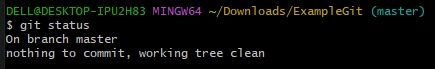 DELL@DESKTOP-IPU2H83 MINGW64 ~/Downloads/ExampleGit (master)
$ git status
On branch master
nothing to commit, working tree clean